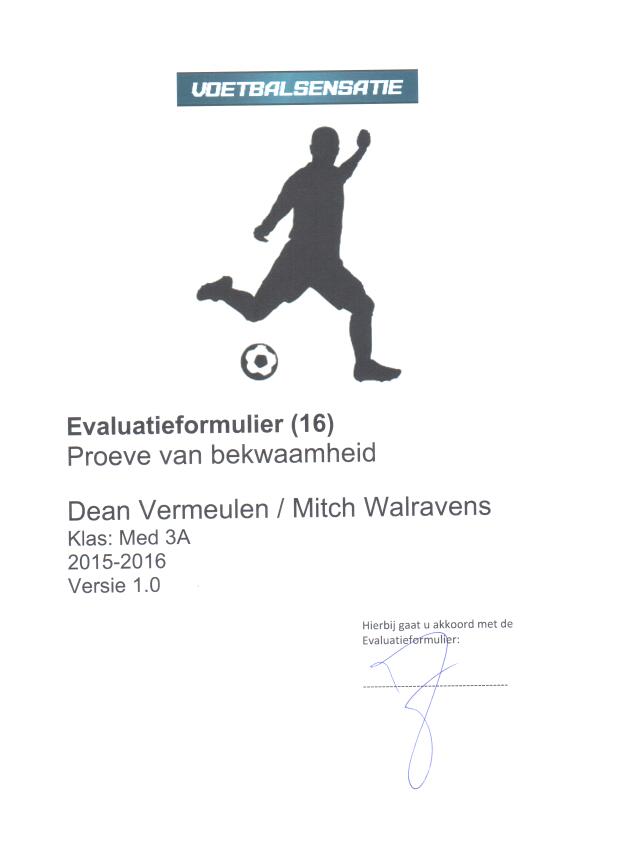 VOETBALSENSATIE
Evaluatieformulier (16)
Proeve van bekwaamheid
Dean Vermeulen / Mitch Walravens
Klas: Med 3A
2015-2016
Versie 1.0
Hierbij gaat u akkoord met de
Evaluatieformulier: